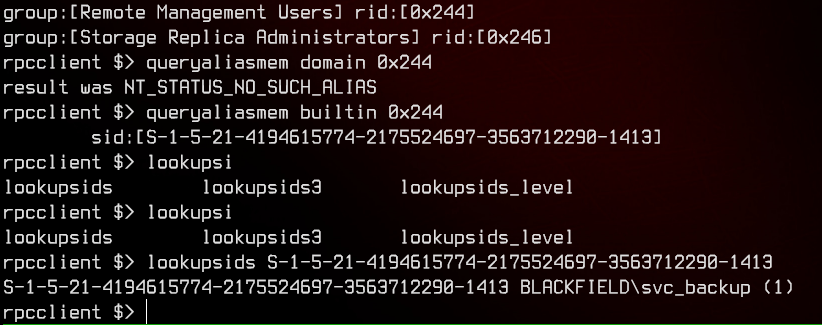 group:[Remote Management Users] rid:[0x244]
group:[Storage Replica Administrators] rid:[0x246]
rpcclient $> queryaliasmem domain 0x244
result was NT_STATUS_NO_SUCH_ALIAS
rpcclient $> queryaliasmem builtin 0x244
        sid:[S-1-5-21-4194615774-2175524697-3563712290-1413]
rpcclient $> lookupsi
lookupsids        lookupsids3        lookupsids_level
rpcclient $> lookupsi
lookupsids        lookupsids3        lookupsids_level
rpcclient $> lookupsids S-1-5-21-4194615774-2175524697-3563712290-1413
S-1-5-21-4194615774-2175524697-3563712290-1413 BLACKFIELD\svc_backup (1)
rpcclient $>